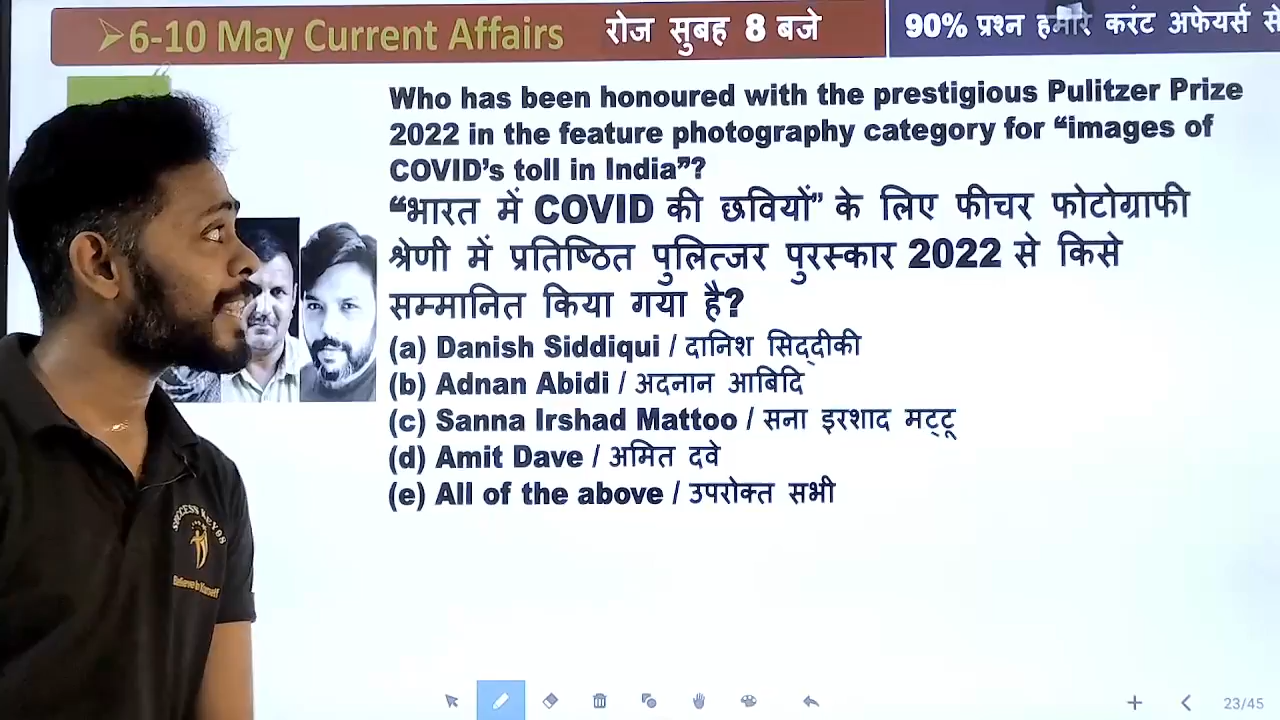 ➢6-10 May Current Affairs रोज सुबह 8 बजे
90% प्रश्न हमारे करंट अफेयर्स से
Who has been honoured with the prestigious Pulitzer Prize
2022 in the feature photography category for “images of
COVID’s toll in India”?
“भारत में COVID की छवियों” के लिए फीचर फोटोग्राफी
श्रेणी में प्रतिष्ठित पुलित्जर पुरस्कार 2022 से किसे
सम्मानित किया गया है?
(a) Danish Siddiqui / दानिश सिद्दीकी
(b) Adnan Abidi / अदनान आबिदि
(c) Sanna Irshad Mattoo / सना इरशाद मट्टू
(d) Amit Dave / अमित दवे
(e) All of the above / उपरोक्त सभी
Believe in Yourself
23/45